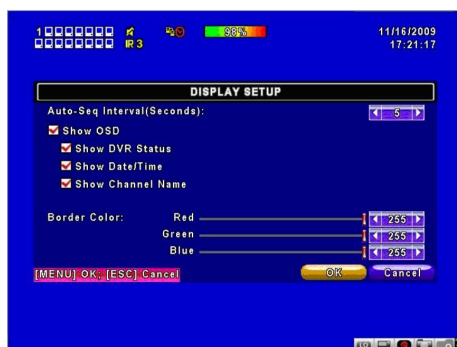 1 98% 11/16/2009
IR 3 17:21:17
DISPLAY SETUP
Auto-Seq Interval(Seconds): 5
Show OSD
Show DVR Status
Show Date/Time
Show Channel Name
Border Color: Red 255
Green 255
Blue 255
[MENU] OK; [ESC] Cancel OK Cancel